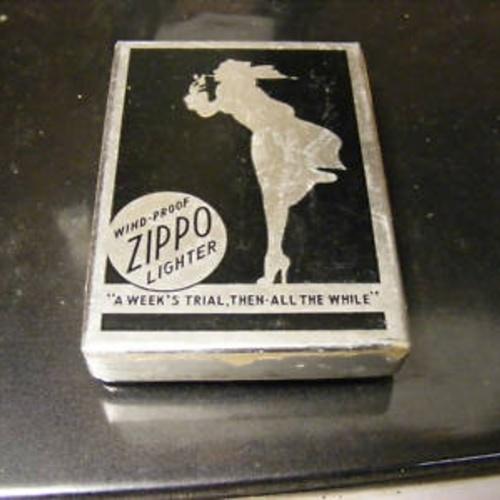 WIND-PROOF
ZIPPO
LIGHTER
"A WEEK'S TRIAL, THEN-ALL THE WHILE"